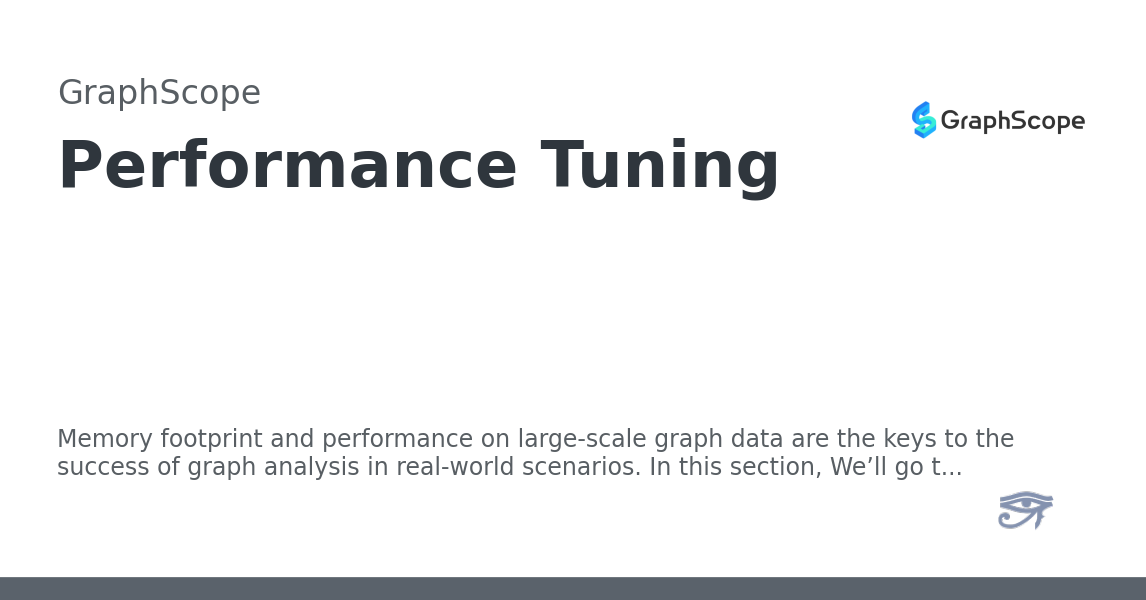 GraphScope
GraphScope
Performance Tuning
Memory footprint and performance on large-scale graph data are the keys to the
success of graph analysis in real-world scenarios. In this section, We’ll go t...